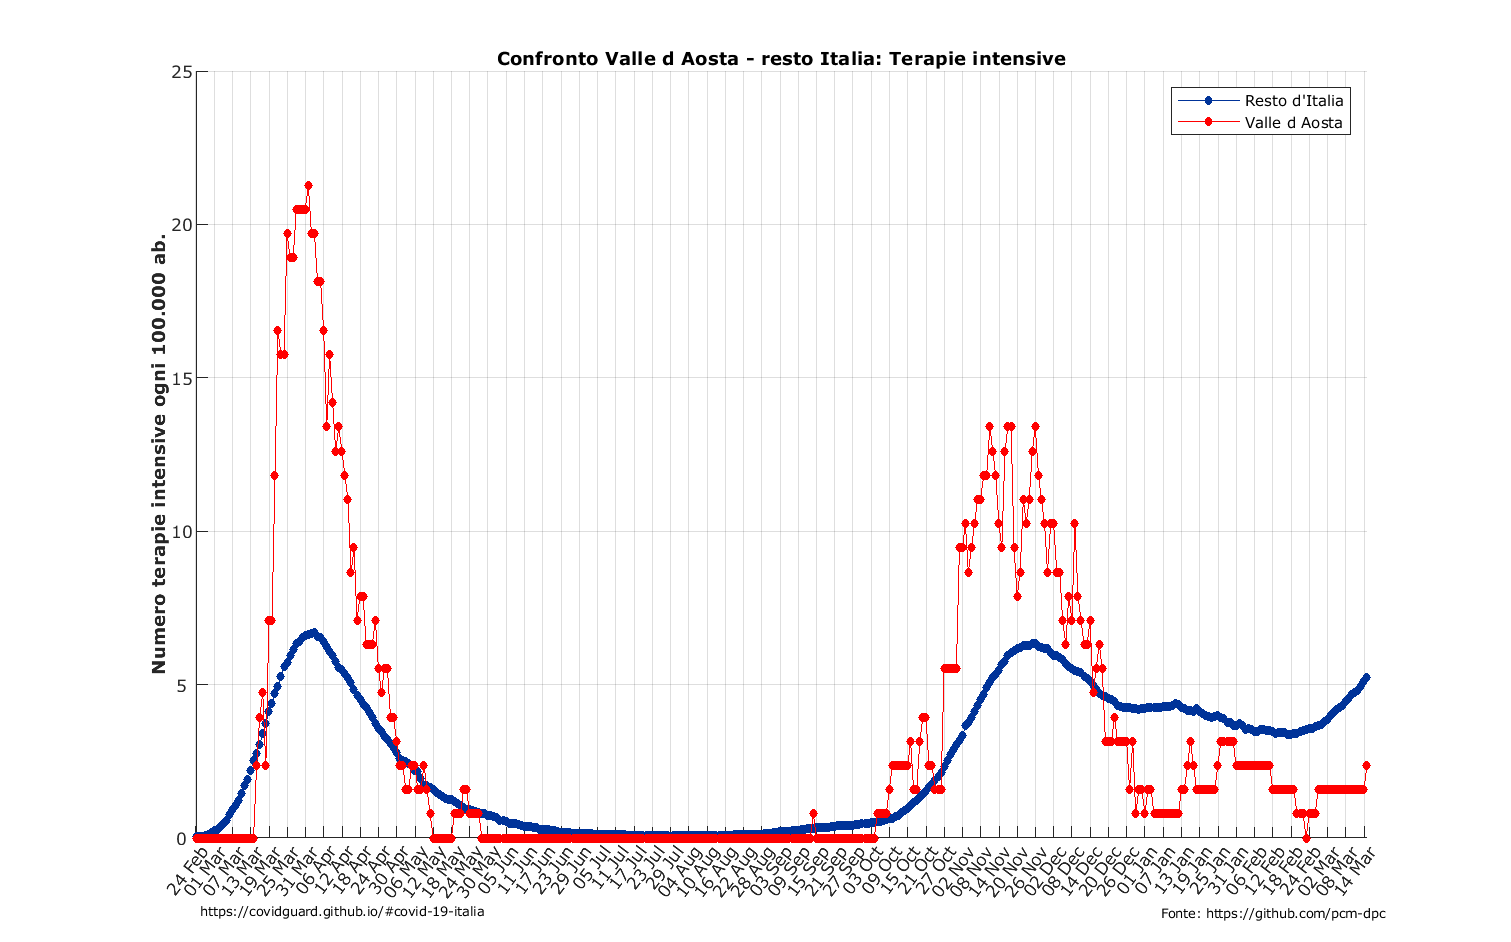 Confronto Valle d Aosta - resto Italia: Terapie intensive
Resto d'Italia
Valle d Aosta
Numero terapie intensive ogni 100.000 ab.
25
20
15
10
5
0
24 Feb
01 Mar
07 Mar
13 Mar
19 Mar
25 Mar
31 Mar
06 Apr
12 Apr
18 Apr
24 Apr
30 Apr
06 May
12 May
18 May
24 May
30 May
05 Jun
11 Jun
17 Jun
23 Jun
29 Jun
05 Jul
11 Jul
17 Jul
23 Jul
29 Jul
04 Aug
10 Aug
16 Aug
22 Aug
28 Aug
03 Sep
09 Sep
15 Sep
21 Sep
27 Sep
03 Oct
09 Oct
15 Oct
21 Oct
27 Oct
02 Nov
08 Nov
14 Nov
20 Nov
26 Nov
02 Dec
08 Dec
14 Dec
20 Dec
26 Dec
01 Jan
07 Jan
13 Jan
19 Jan
25 Jan
31 Jan
06 Feb
12 Feb
18 Feb
24 Feb
02 Mar
08 Mar
14 Mar
https://covidguard.github.io/#covid-19-italia
Fonte: https://github.com/pcm-dpc